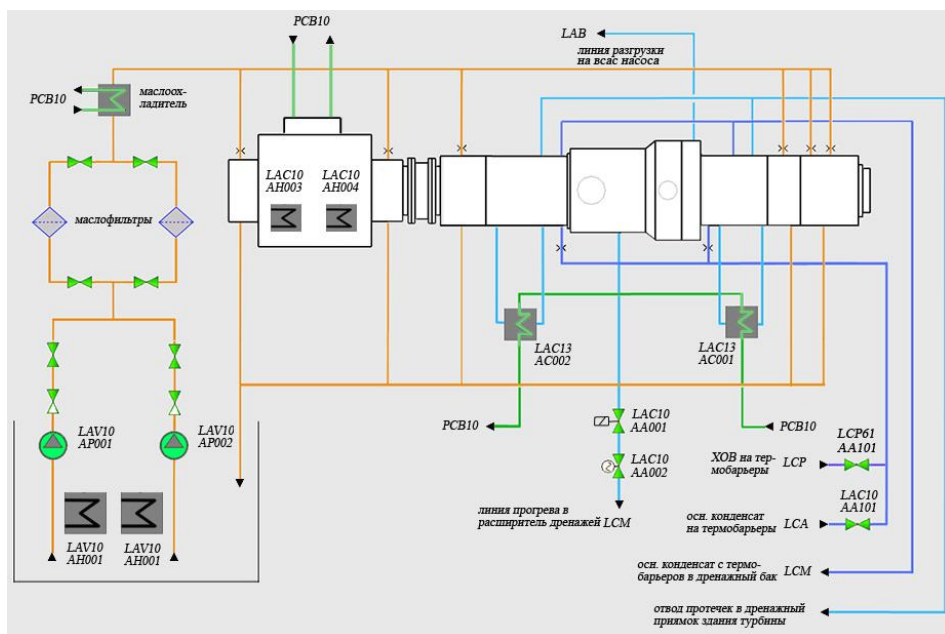 PCB10
LAB
линия разгрузки
на всас насоса
PCB10
маслоох-
ладитель
LAC10
AH003
LAC10
AH004
маслофильтры
LAC13
AC002
LAC13
AC001
LAV10
AP001
LAV10
AP002
PCB10
LAC10
AA001
PCB10
LCP61
AA101
ХОВ на тер-
мобарьеры
LCP
LAC10
AA002
LAC10
AA101
линия прогрева в
расширитель дренажей LCM
осн. конденсат
на термобарьеры
LCA
LAV10
AH001
LAV10
AH001
осн. конденсат с термо-
барьеров в дренажный бак
LCM
отвод протечек в дренажный
приямок здания турбины